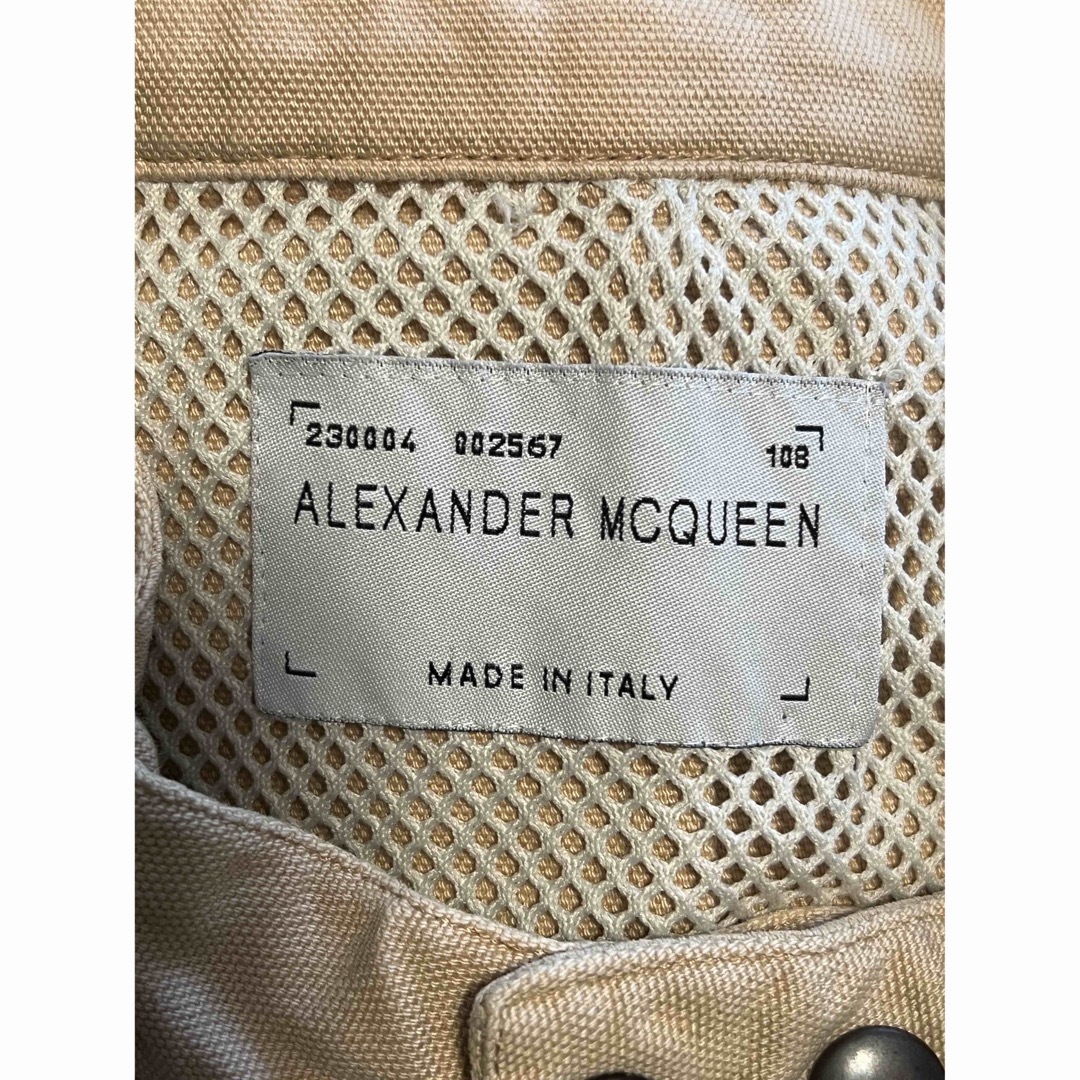 230004 002567 108
ALEXANDER MCQUEEN
MADE IN ITALY